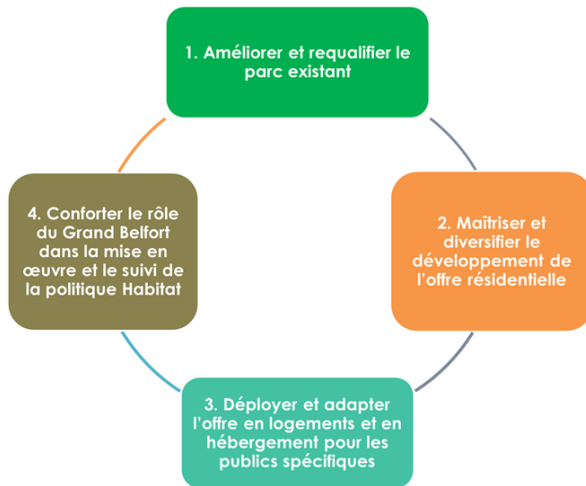 1. Améliorer et requalifier le
parc existant
2. Maîtriser et
diversifier le
développement de
l'offre résidentielle
3. Déployer et adapter
l'offre en logements et en
hébergement pour les
publics spécifiques
4. Conforter le rôle
du Grand Belfort
dans la mise en
œuvre et le suivi de
la politique Habitat